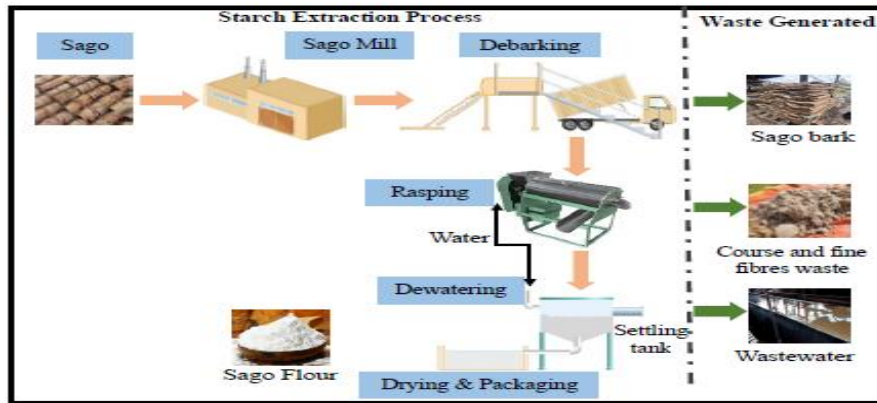 Starch Extraction Process
Waste Generated
Sago
Sago Mill
Debarking
Sago bark
Rasping
Water
Course and fine
fibres waste
Dewatering
Settling
tank
Wastewater
Sago Flour
Drying & Packaging